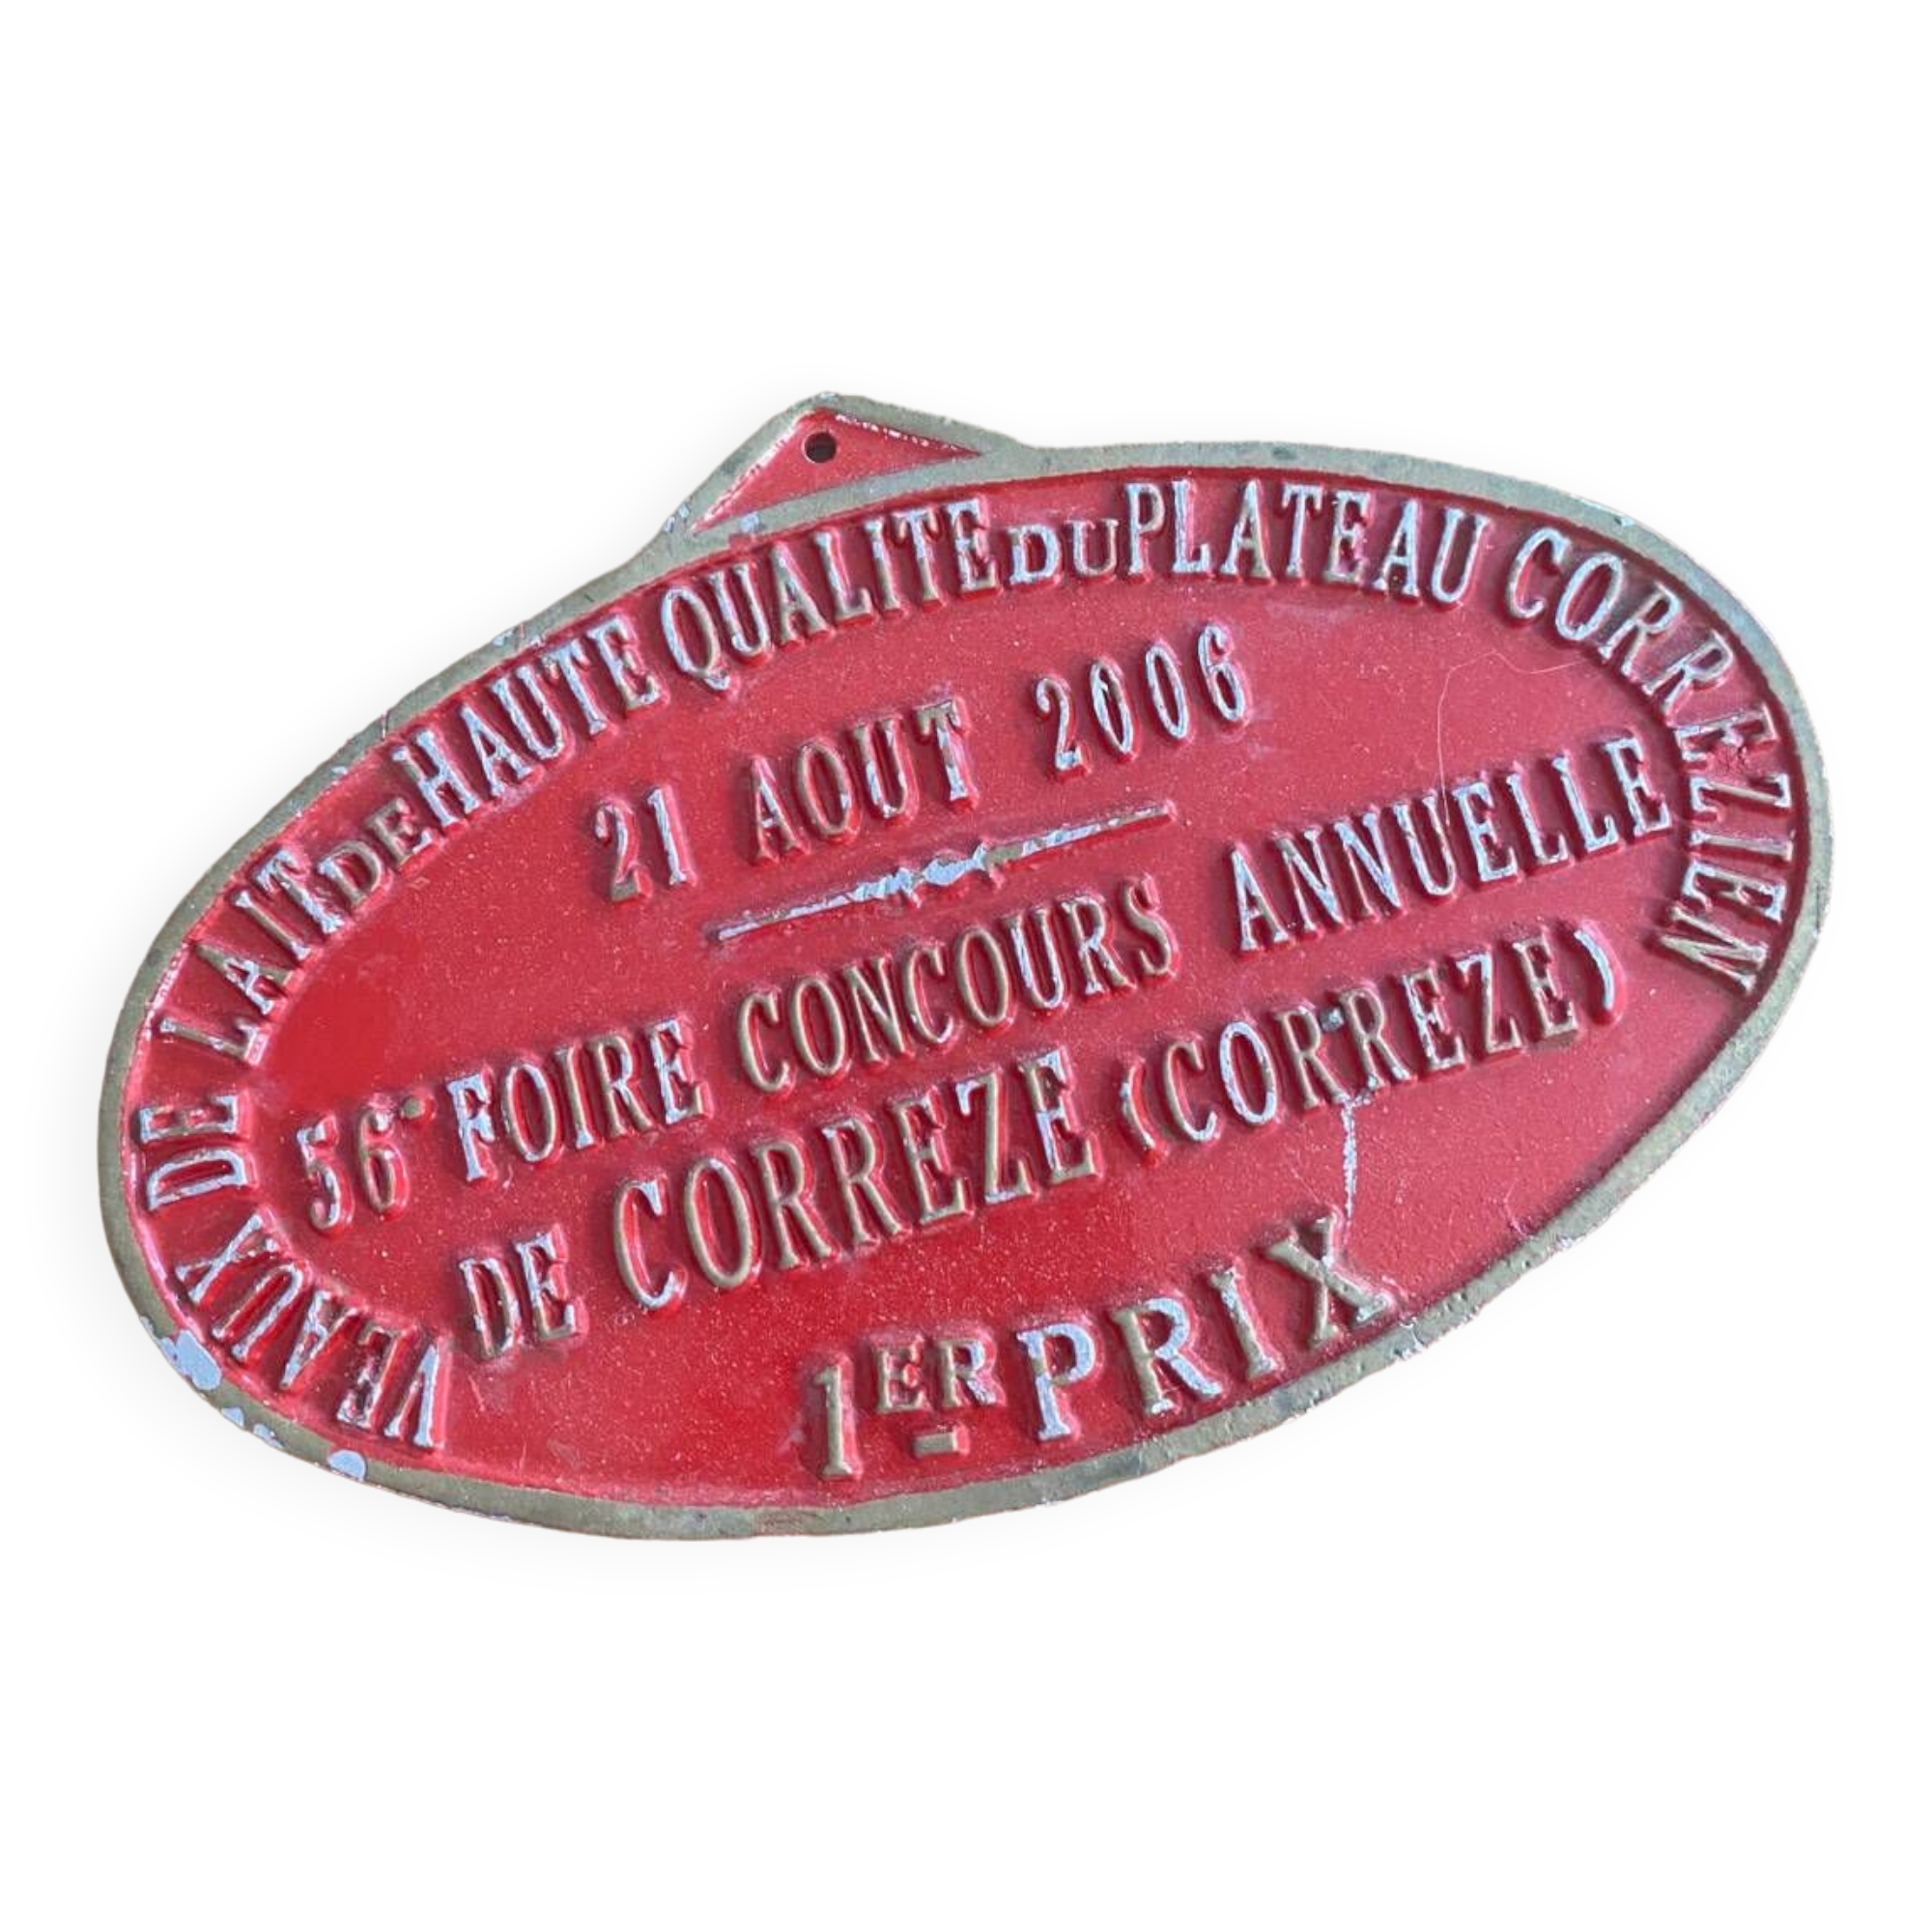 VEAUX DE LAIT DE HAUTE QUALITE DU PLATEAU CORREZIEN
21 AOUT 2006
56° FOIRE CONCOURS ANNUELLE
DE CORREZE (CORREZE)
1ER PRIX